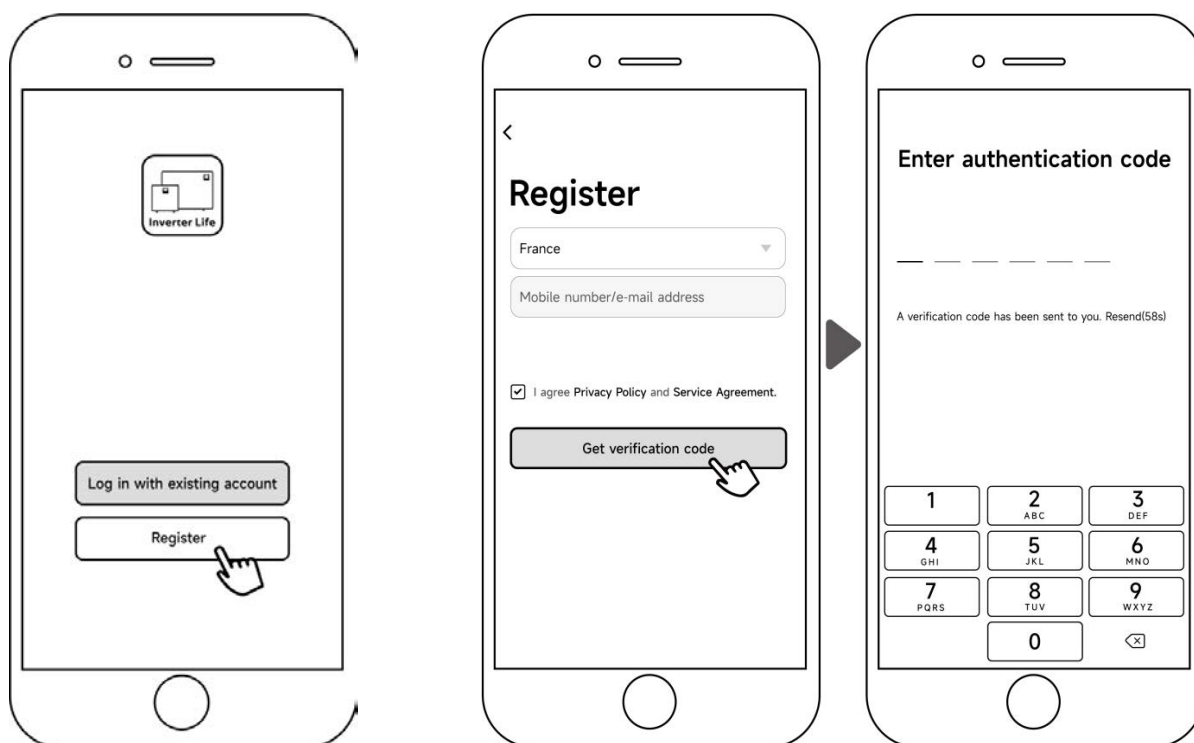 Inverter Life
Log in with existing account
Register
Register
France
Mobile number/e-mail address
I agree Privacy Policy and Service Agreement.
Get verification code
Enter authentication code
A verification code has been sent to you. Resend(58s)
1 2 3
ABC DEF
4 5 6
GHI JKL MNO
7 8 9
PQRS TUV WXYZ
0